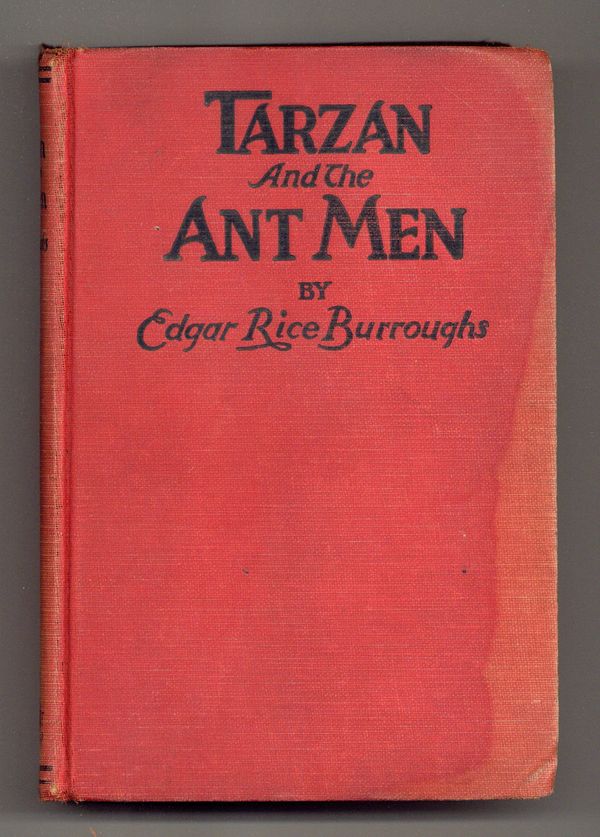 TARZAN
And The
ANT MEN
BY
Edgar Rice Burroughs